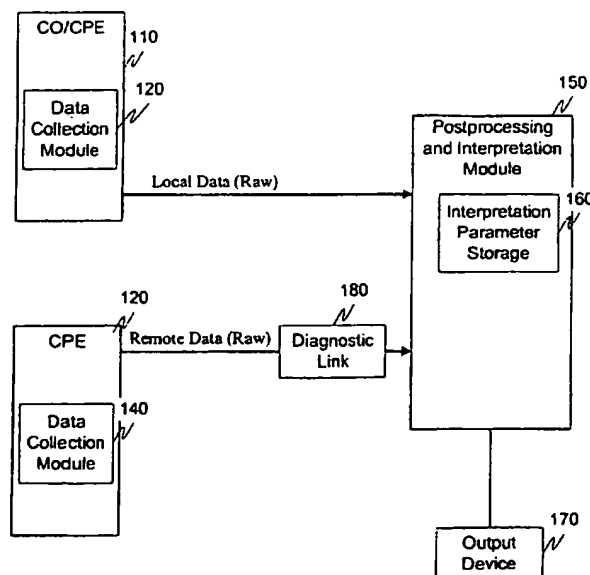 CO/CPE
110
120
Data
Collection
Module
Local Data (Raw)
150
Postprocessing
and Interpretation
Module
160
Interpretation
Parameter
Storage
120
CPE
Remote Data (Raw)
180
Diagnostic
Link
140
Data
Collection
Module
170
Output
Device